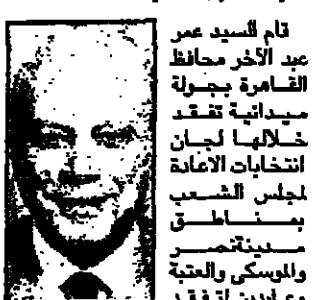 قام السيد عمر
عبد الآخر محافظ
القاهرة بجولة
ميدانية تفقد
خلالها لجان
انتخابات الاعادة
لمجلس الشعب
بمناطق
مدينةنصر
والموسكى والعتبة